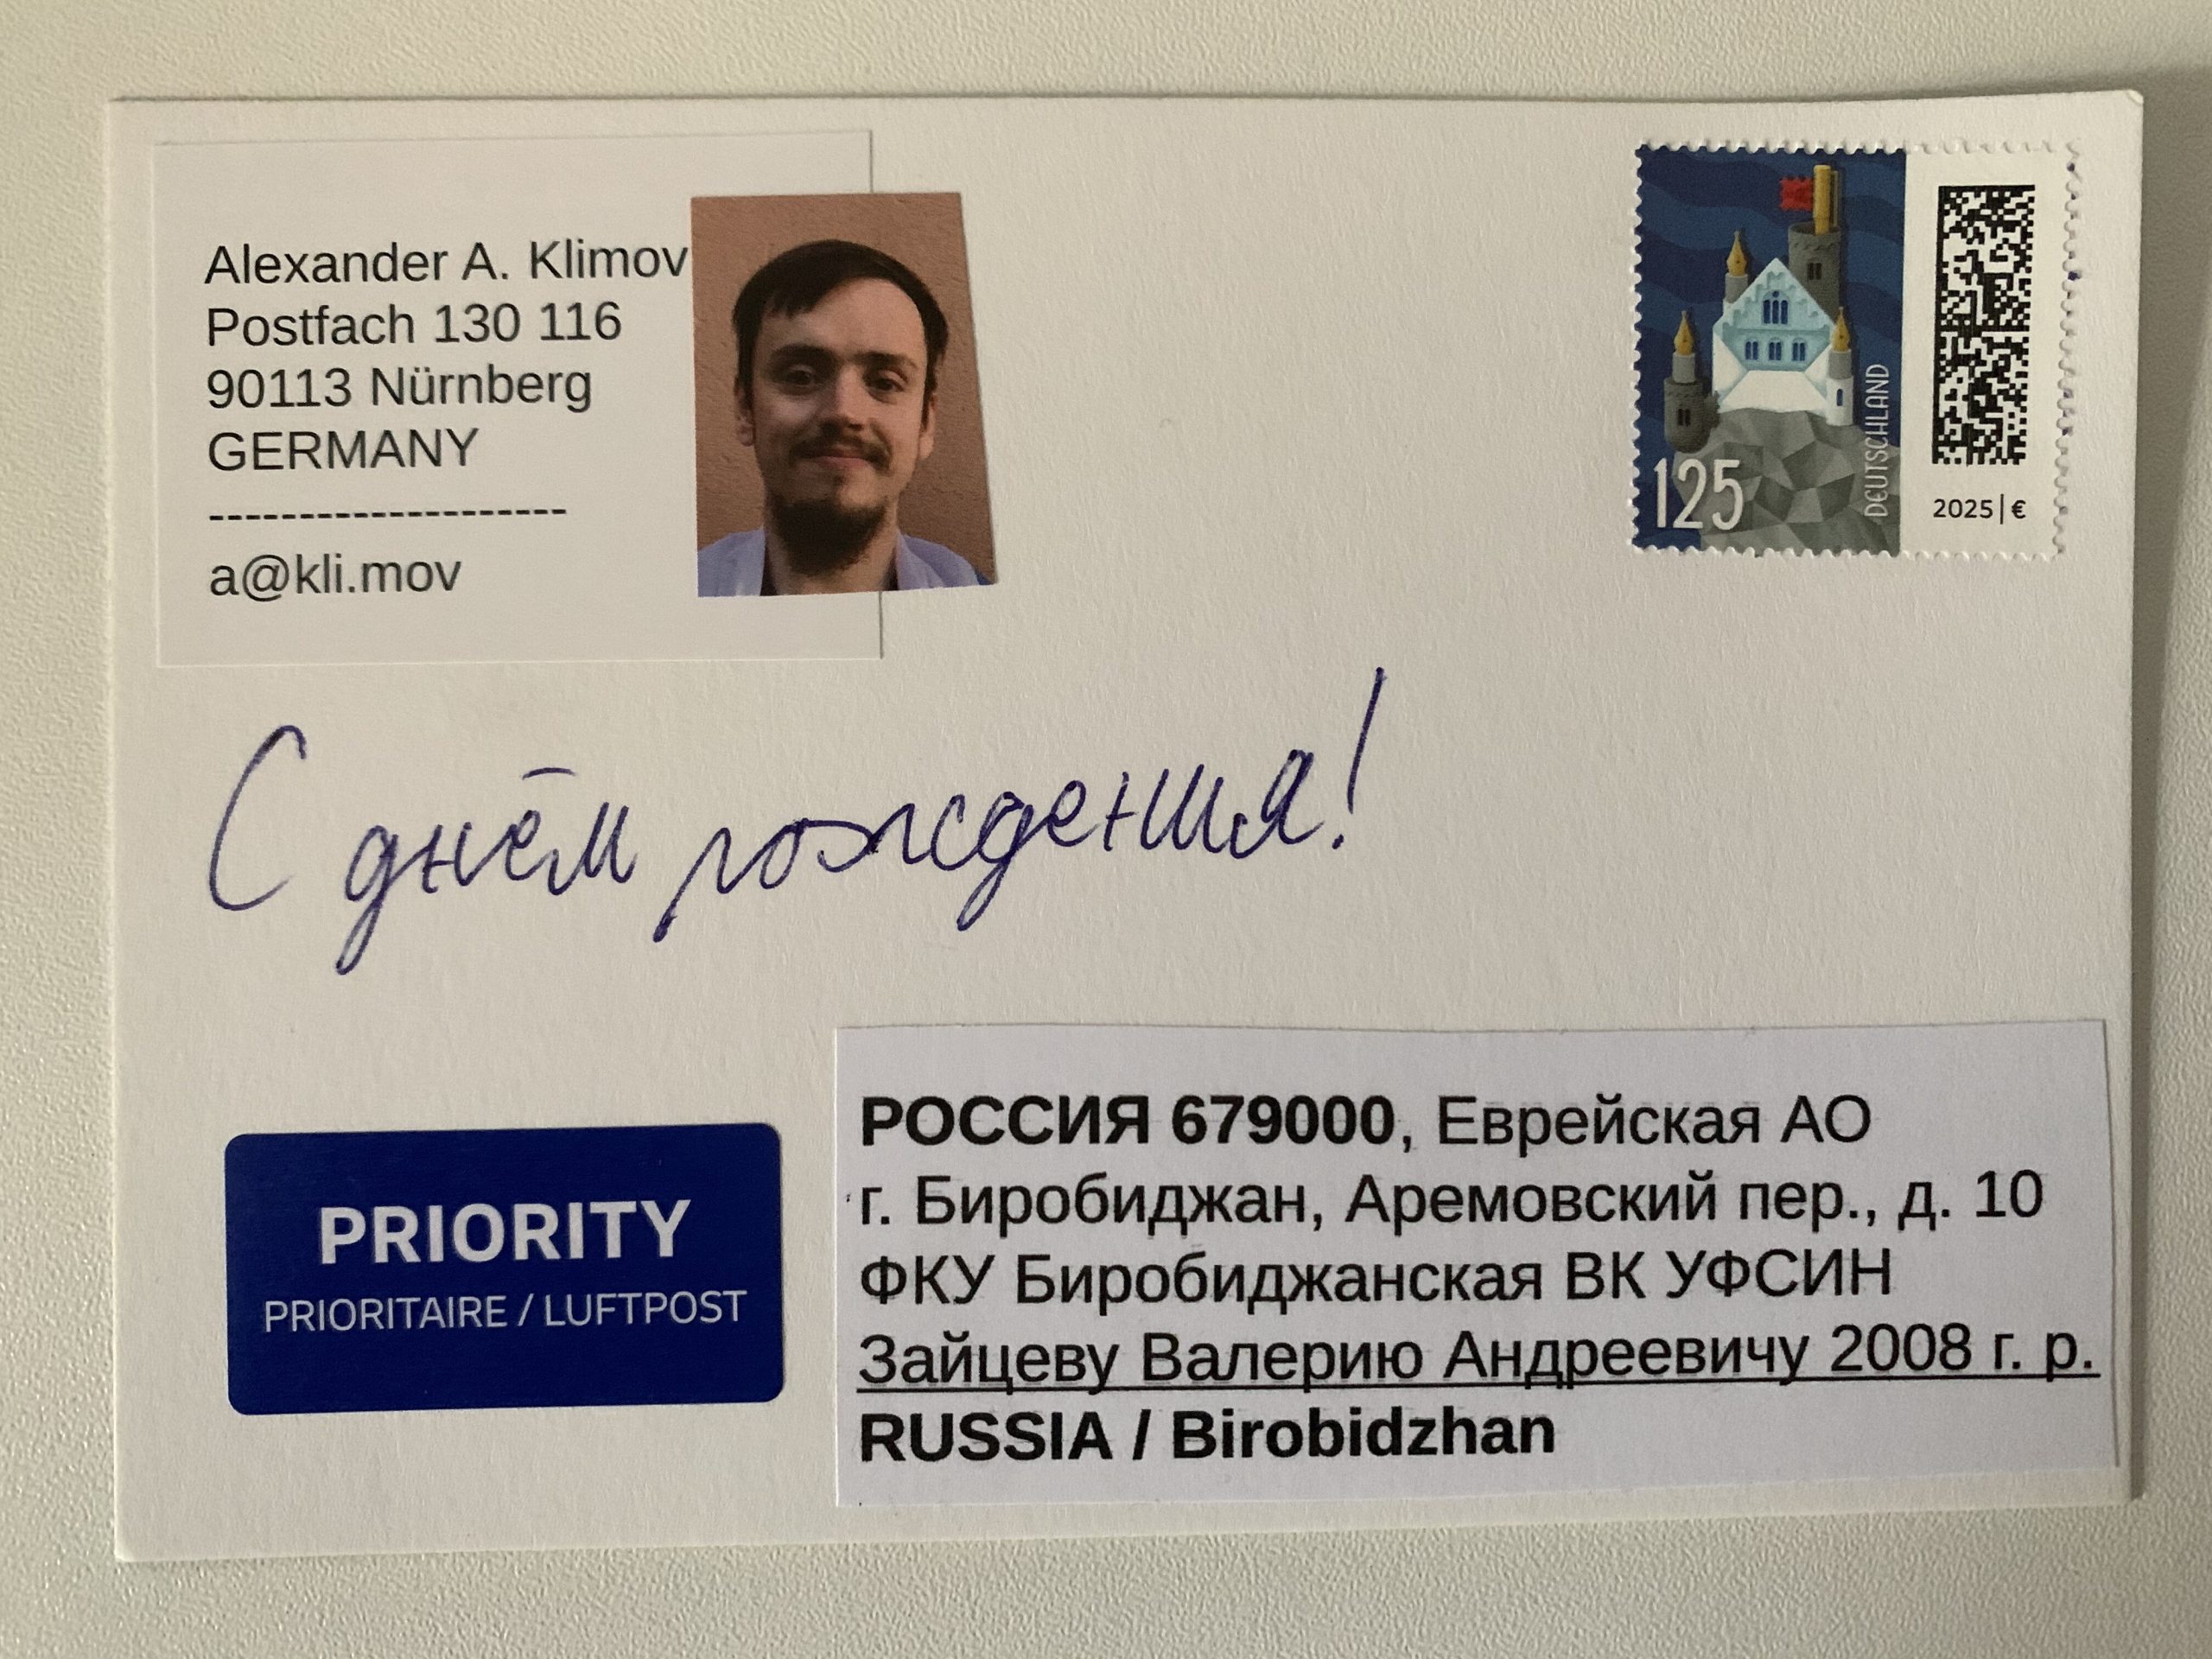 Alexander A. Klimov
Postfach 130 116
90113 Nürnberg
GERMANY
--------------------
a@kli.mov
125
DEUTSCHLAND
2025|€
С днём рождения!
PRIORITY
PRIORITAIRE / LUFTPOST
РОССИЯ 679000, Еврейская АО
г. Биробиджан, Аремовский пер., д. 10
ФКУ Биробиджанская ВК УФСИН
Зайцеву Валерию Андреевичу 2008 г. р.
RUSSIA / Birobidzhan